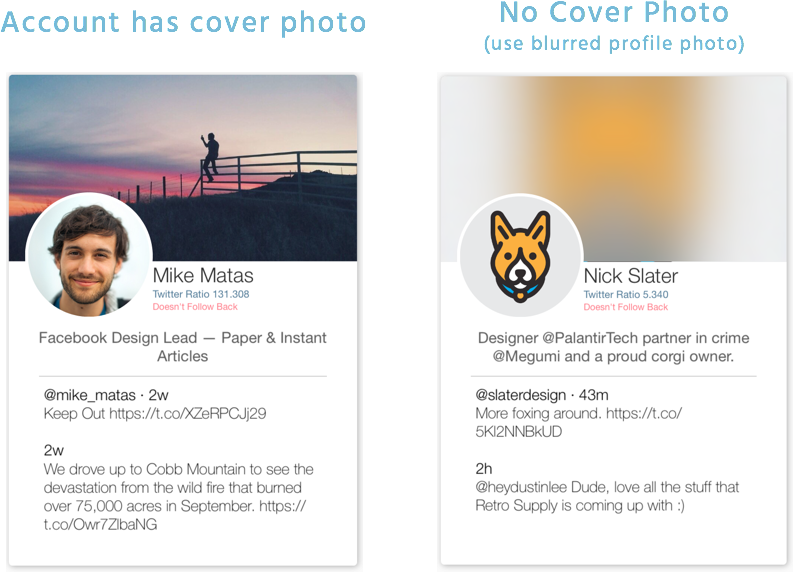 Account has cover photo
Mike Matas
Twitter Ratio 131.308
Doesn't Follow Back
Facebook Design Lead — Paper & Instant
Articles
@mike_matas · 2w
Keep Out https://t.co/XZeRPCJj29
2w
We drove up to Cobb Mountain to see the
devastation from the wild fire that burned
over 75,000 acres in September. https://
t.co/Owr7ZlbaNG
No Cover Photo
(use blurred profile photo)
Nick Slater
Twitter Ratio 5.340
Doesn't Follow Back
Designer @PalantirTech partner in crime
@Megumi and a proud corgi owner.
@slaterdesign · 43m
More foxing around. https://t.co/
5Kl2NNBkUD
2h
@heydustinlee Dude, love all the stuff that
Retro Supply is coming up with :)